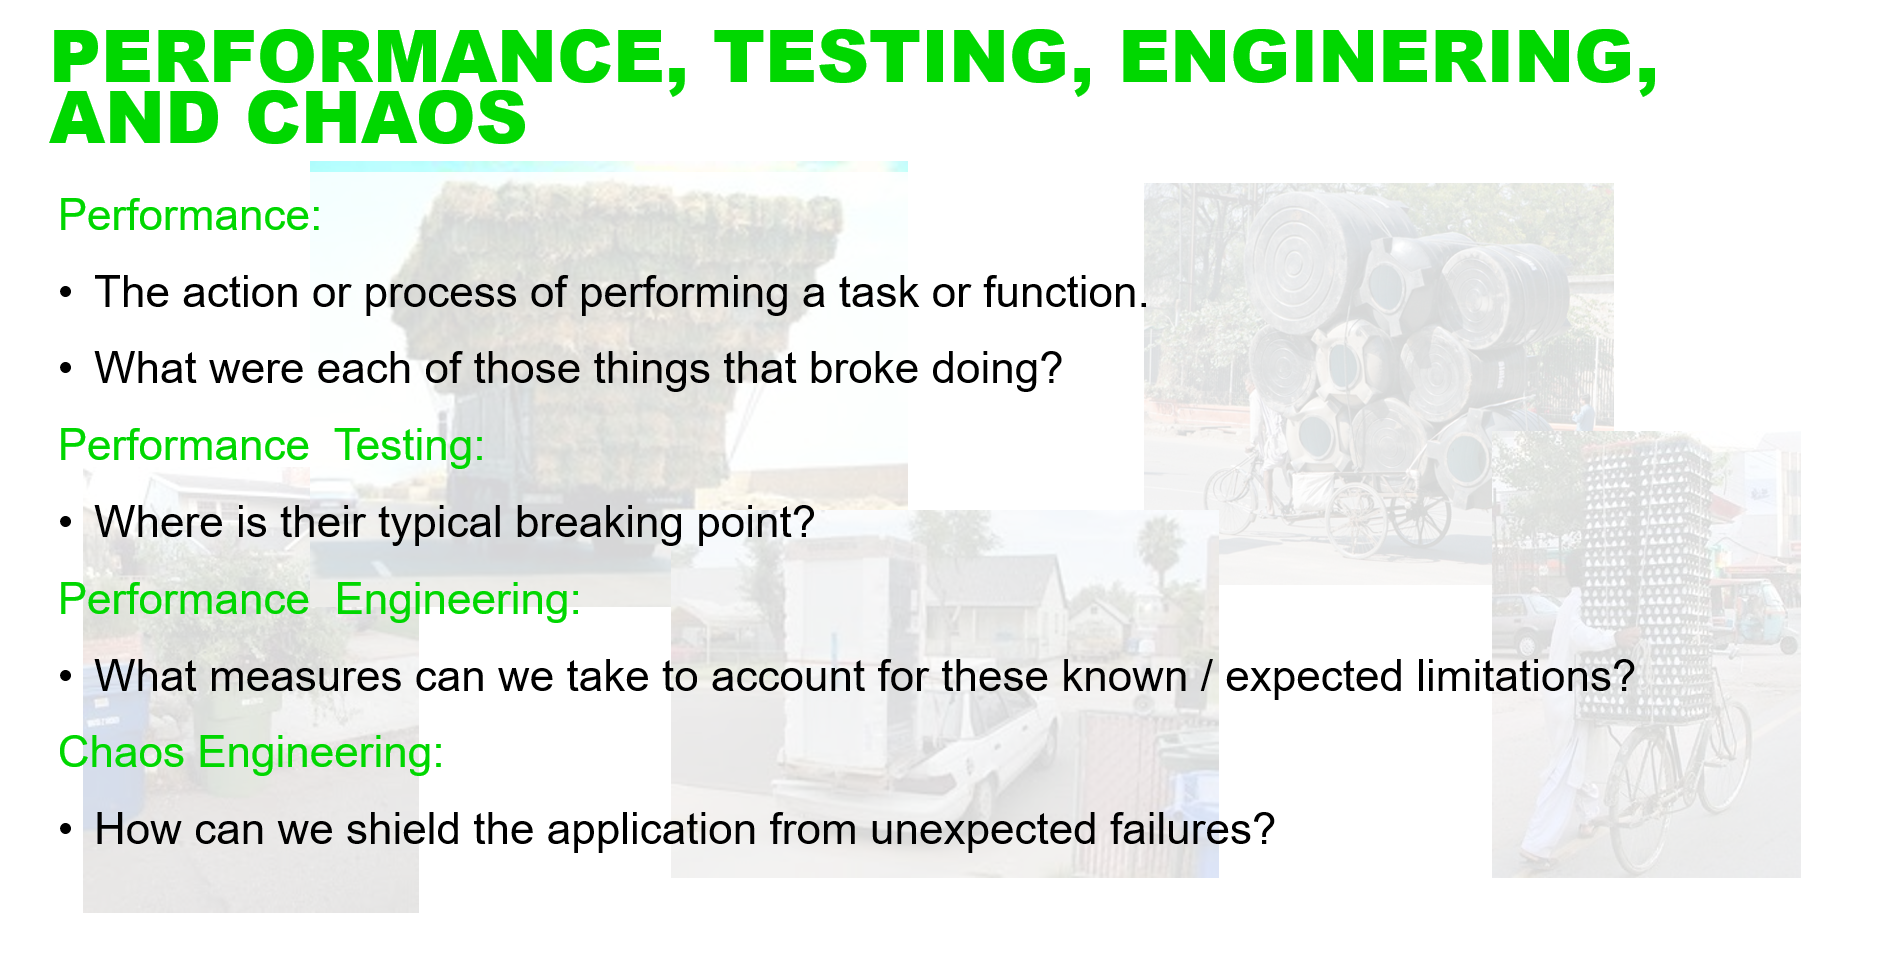 PERFORMANCE, TESTING, ENGINERING,
AND CHAOS
Performance:
• The action or process of performing a task or function.
• What were each of those things that broke doing?
Performance  Testing:
• Where is their typical breaking point?
Performance  Engineering:
• What measures can we take to account for these known / expected limitations?
Chaos Engineering:
• How can we shield the application from unexpected failures?